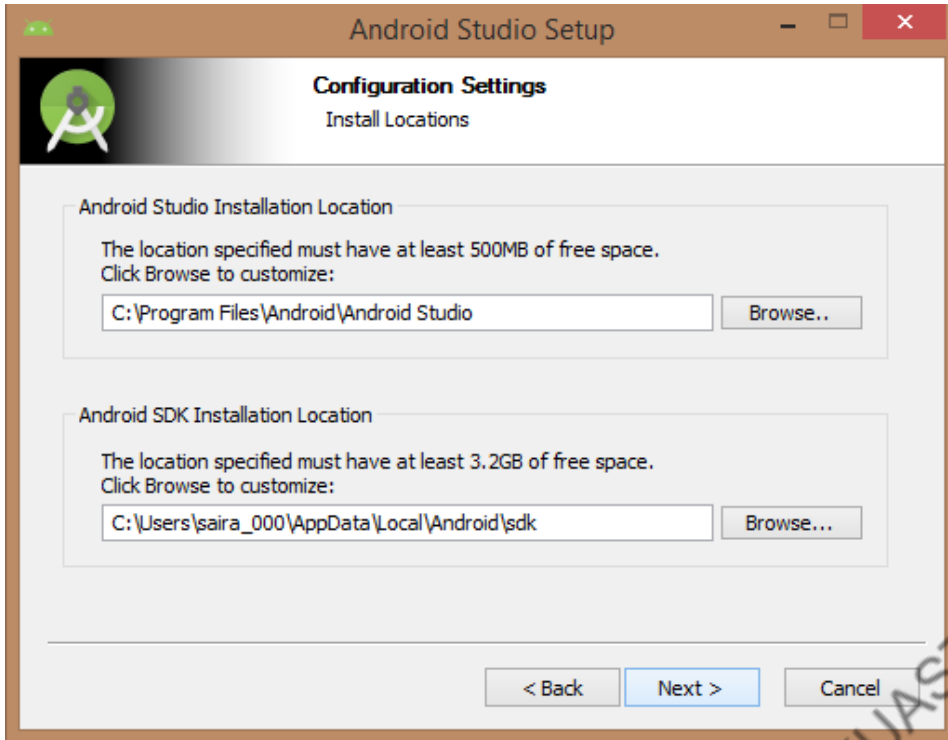 Android Studio Setup
Configuration Settings
Install Locations
Android Studio Installation Location
The location specified must have at least 500MB of free space.
Click Browse to customize:
C:\Program Files\Android\Android Studio
Browse..
Android SDK Installation Location
The location specified must have at least 3.2GB of free space.
Click Browse to customize:
C:\Users\saira_000\AppData\Local\Android\sdk
Browse...
< Back
Next >
Cancel